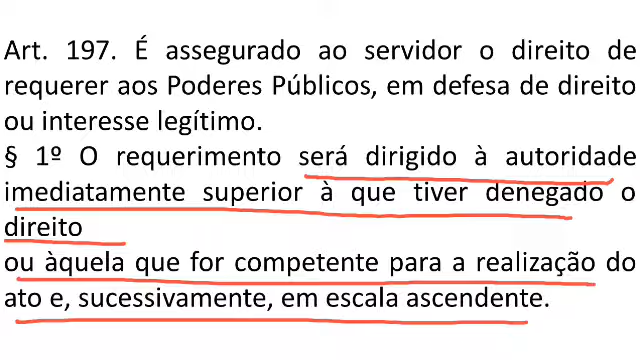 Art. 197. É assegurado ao servidor o direito de
requerer aos Poderes Públicos, em defesa de direito
ou interesse legítimo.
§ 1º O requerimento será dirigido à autoridade
imediatamente superior à que tiver denegado o
direito
ou àquela que for competente para a realização do
ato e, sucessivamente, em escala ascendente.